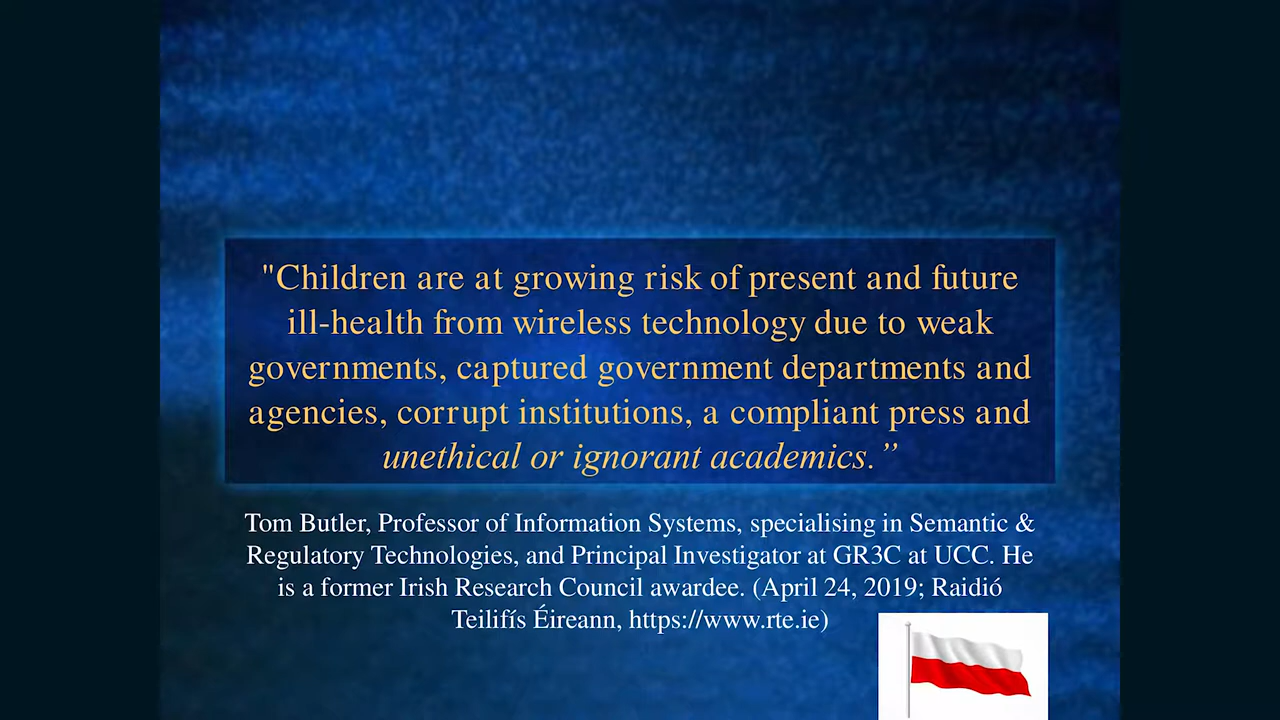 "Children are at growing risk of present and future
ill-health from wireless technology due to weak
governments, captured government departments and
agencies, corrupt institutions, a compliant press and
unethical or ignorant academics.”
Tom Butler, Professor of Information Systems, specialising in Semantic &
Regulatory Technologies, and Principal Investigator at GR3C at UCC. He
is a former Irish Research Council awardee. (April 24, 2019; Raidió
Teilifís Éireann, https://www.rte.ie)